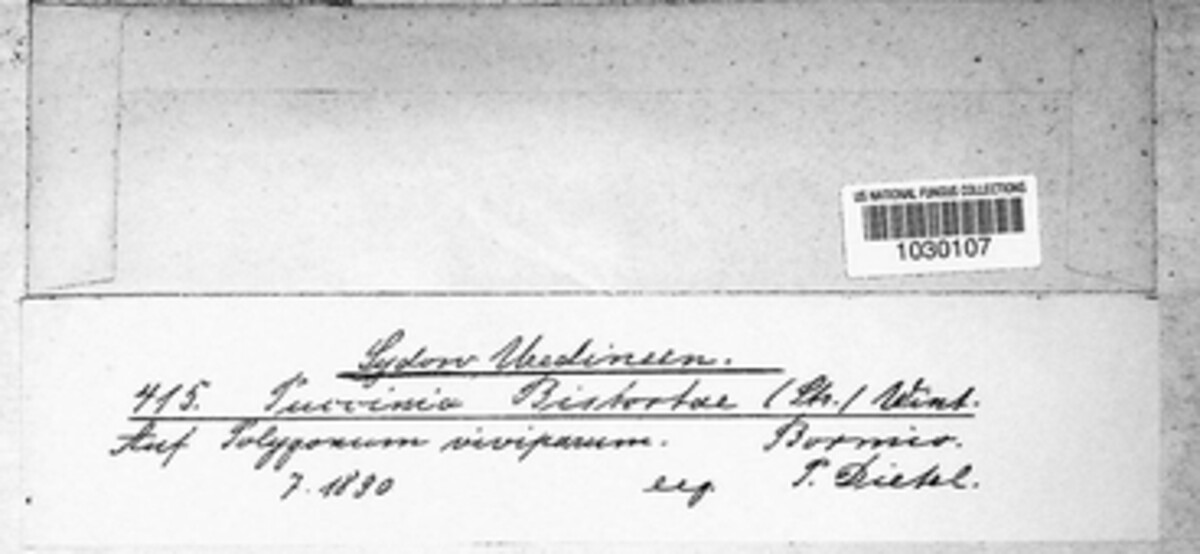 US NATIONAL FUNGUS COLLECTIONS
1030107
Sydow, Uredineen.
415. Puccinia Bistortae (Str.) Wint.
Auf Polygonum viviparum. Bormio.
7. 1890 leg. P. Dietel.